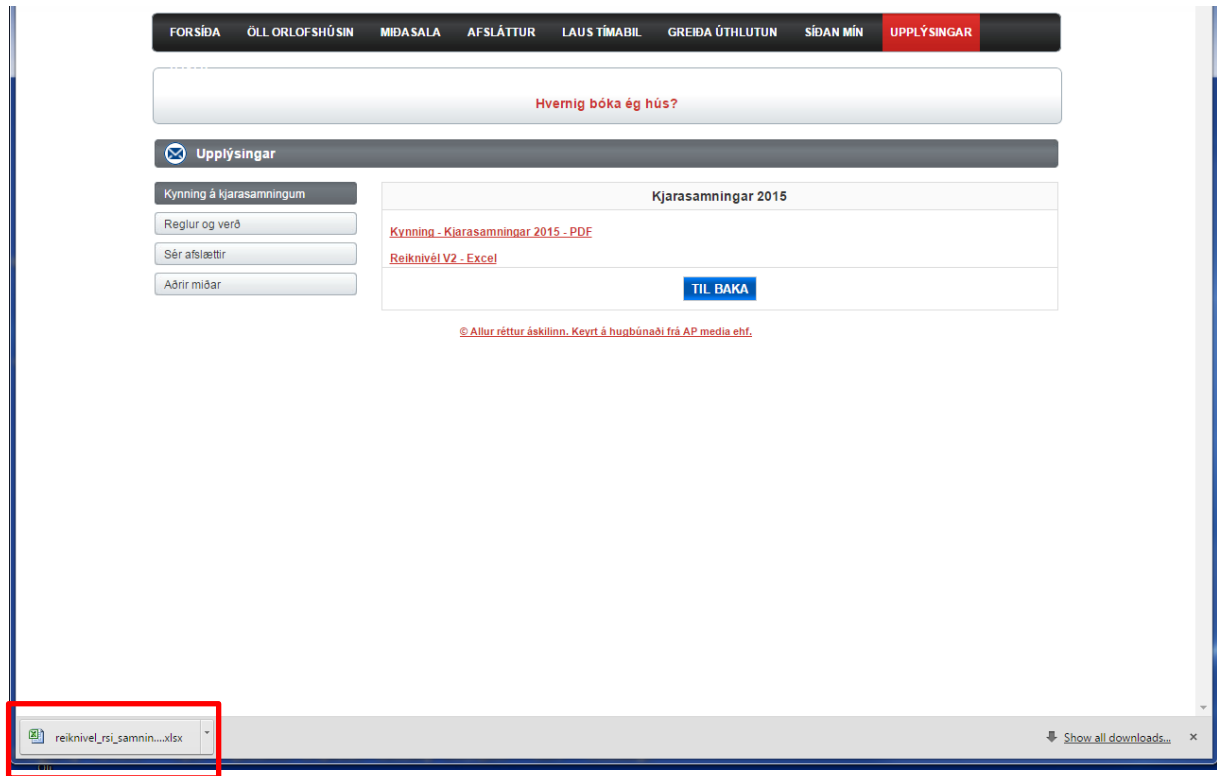 FORSÍÐA ÖLL ORLOFSHÚSIN MIÐASALA AFSLÁTTUR LAUS TÍMABIL GREIÐA ÚTHLUTUN SÍÐAN MÍN UPPLÝSINGAR
Hvernig bóka ég hús?
Upplýsingar
Kynning á kjarasamningum
Reglur og verð
Sér afslættir
Aðrir miðar
Kjarasamningar 2015
Kynning - Kjarasamningar 2015 - PDF
Reiknivél V2 - Excel
TIL BAKA
© Allur réttur áskilinn. Keyrt á hugbúnaði frá AP media ehf.
reiknivel_rsi_samnin....xlsx
Show all downloads...